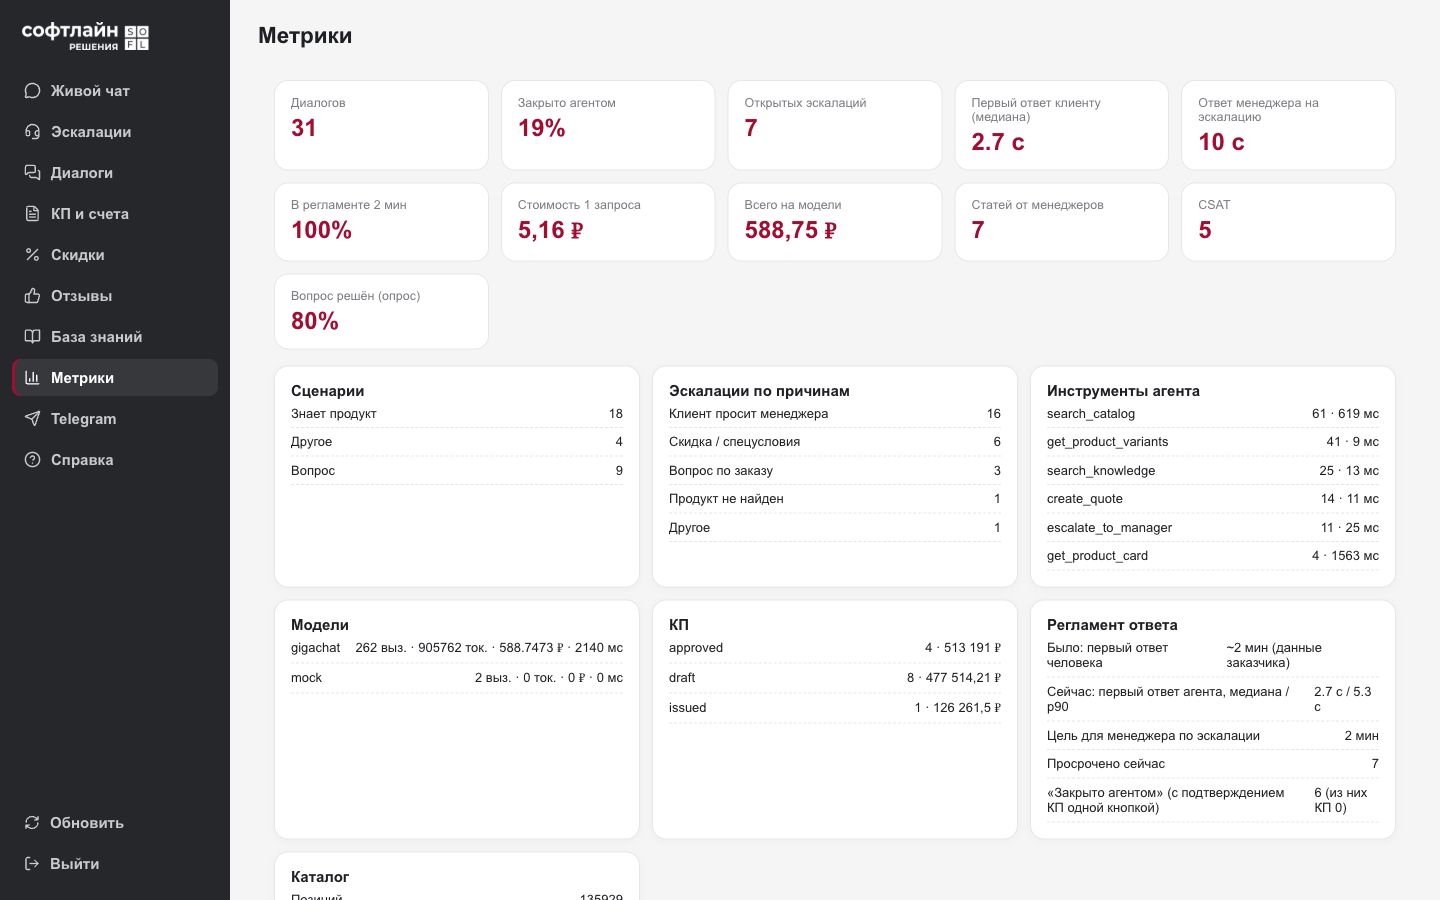 софтлайн
РЕШЕНИЯ
SO
FL
Живой чат
Эскалации
Диалоги
КП и счета
Скидки
Отзывы
База знаний
Метрики
Telegram
Справка
Обновить
Выйти
Метрики
Диалогов
31
Закрыто агентом
19%
Открытых эскалаций
7
Первый ответ клиенту
(медиана)
2.7 с
Ответ менеджера на
эскалацию
10 с
В регламенте 2 мин
100%
Стоимость 1 запроса
5,16 ₽
Всего на модели
588,75 ₽
Статей от менеджеров
7
CSAT
5
Вопрос решён (опрос)
80%
Сценарии
Знает продукт 18
Другое 4
Вопрос 9
Эскалации по причинам
Клиент просит менеджера 16
Скидка / спецусловия 6
Вопрос по заказу 3
Продукт не найден 1
Другое 1
Инструменты агента
search_catalog 61 · 619 мс
get_product_variants 41 · 9 мс
search_knowledge 25 · 13 мс
create_quote 14 · 11 мс
escalate_to_manager 11 · 25 мс
get_product_card 4 · 1563 мс
Модели
gigachat 262 выз. · 905762 ток. · 588.7473 ₽ · 2140 мс
mock 2 выз. · 0 ток. · 0 ₽ · 0 мс
КП
approved 4 · 513 191 ₽
draft 8 · 477 514,21 ₽
issued 1 · 126 261,5 ₽
Регламент ответа
Было: первый ответ ~2 мин (данные
человека заказчика)
Сейчас: первый ответ агента, медиана / 2.7 с / 5.3
p90 с
Цель для менеджера по эскалации 2 мин
Просрочено сейчас 7
«Закрыто агентом» (с подтверждением 6 (из них
КП одной кнопкой) КП 0)
Каталог
Позиций 135929